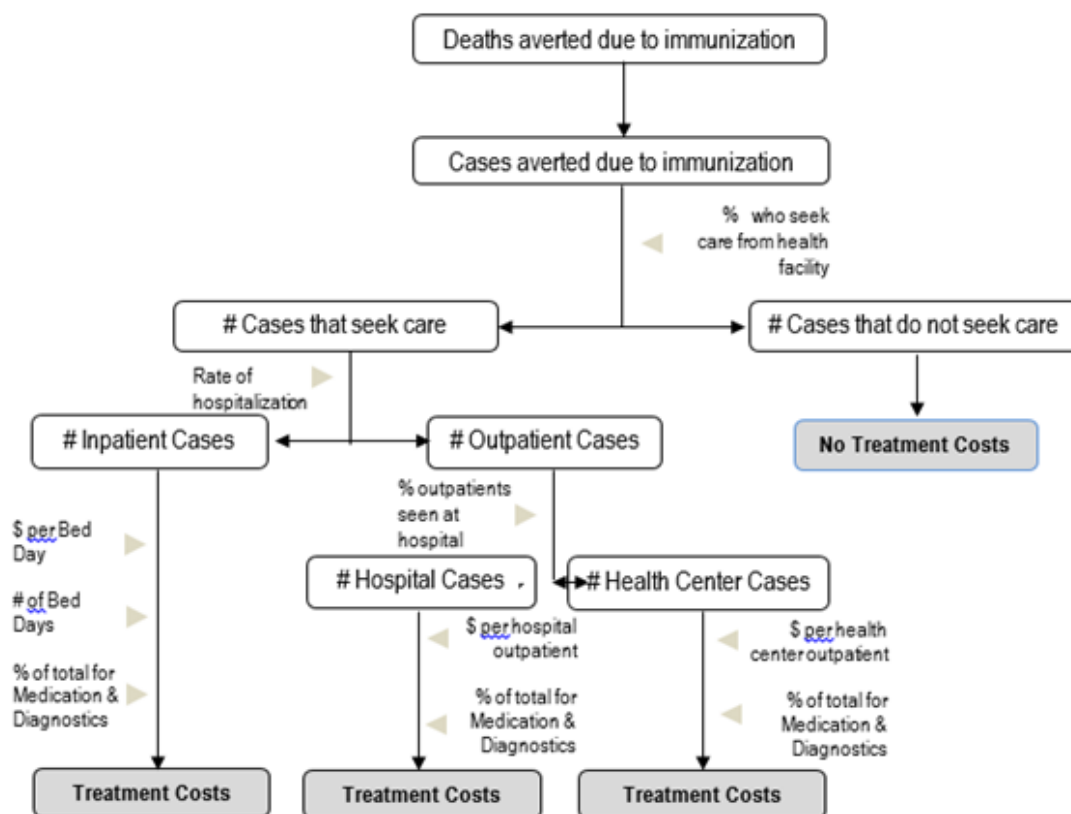 Deaths averted due to immunization
Cases averted due to immunization
% who seek
care from health
facility
# Cases that seek care
# Cases that do not seek care
Rate of
hospitalization
# Inpatient Cases
# Outpatient Cases
No Treatment Costs
% outpatients
seen at
hospital
$ per Bed
Day
# of Bed
Days
% of total for
Medication &
Diagnostics
# Hospital Cases
# Health Center Cases
$ per hospital
outpatient
% of total for
Medication &
Diagnostics
$ per health
center outpatient
% of total for
Medication &
Diagnostics
Treatment Costs
Treatment Costs
Treatment Costs